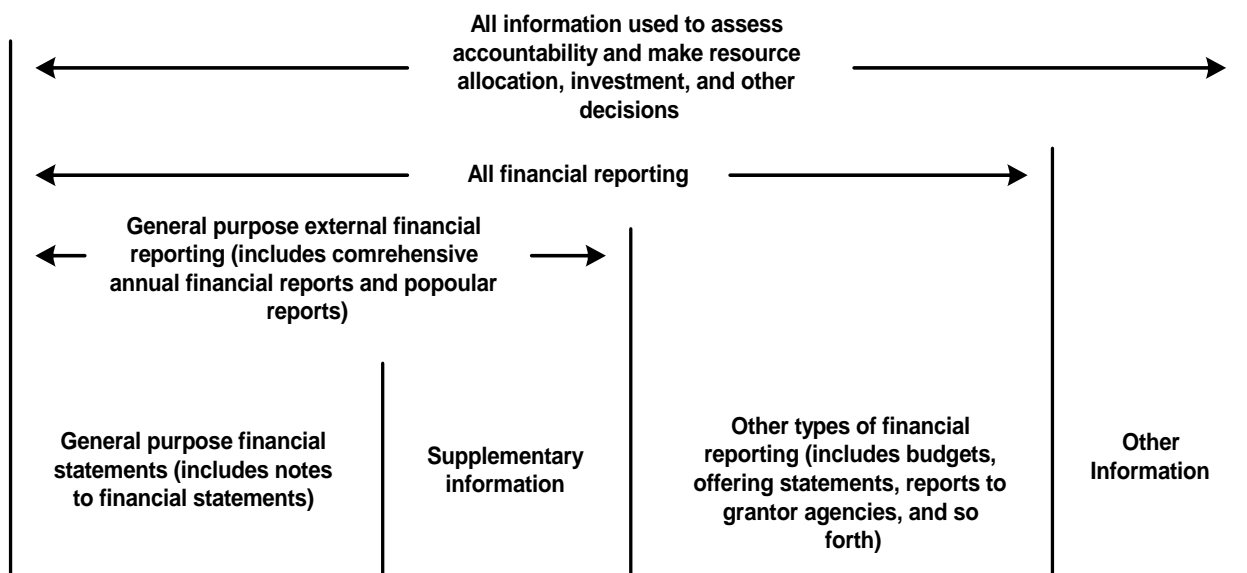 All information used to assess
accountability and make resource
allocation, investment, and other
decisions
All financial reporting
General purpose external financial
reporting (includes comrehensive
annual financial reports and popoular
reports)
General purpose financial
statements (includes notes
to financial statements)
Supplementary
information
Other types of financial
reporting (includes budgets,
offering statements, reports to
grantor agencies, and so
forth)
Other
Information